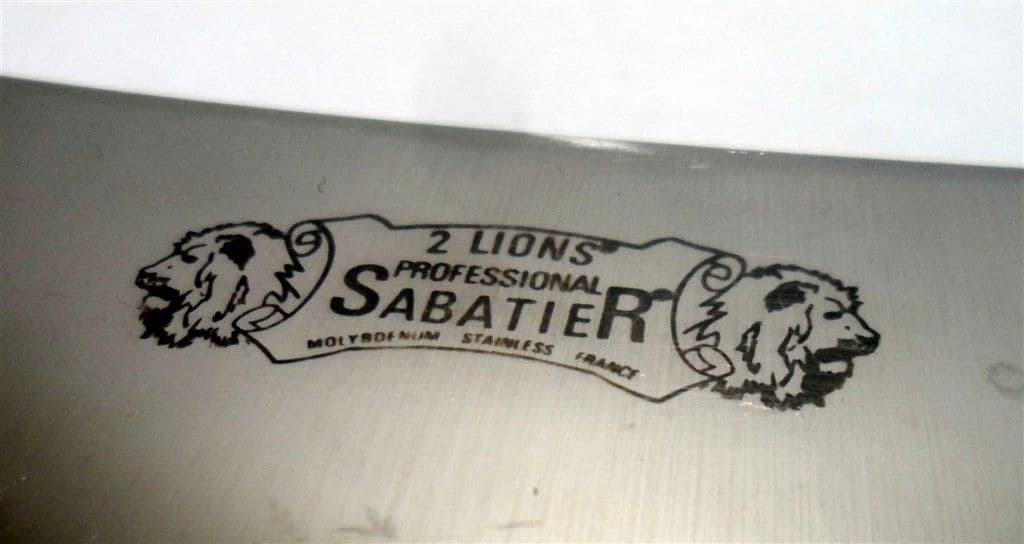 2 LIONS
PROFESSIONAL
SABATIER
MOLYBDENUM STAINLESS FRANCE